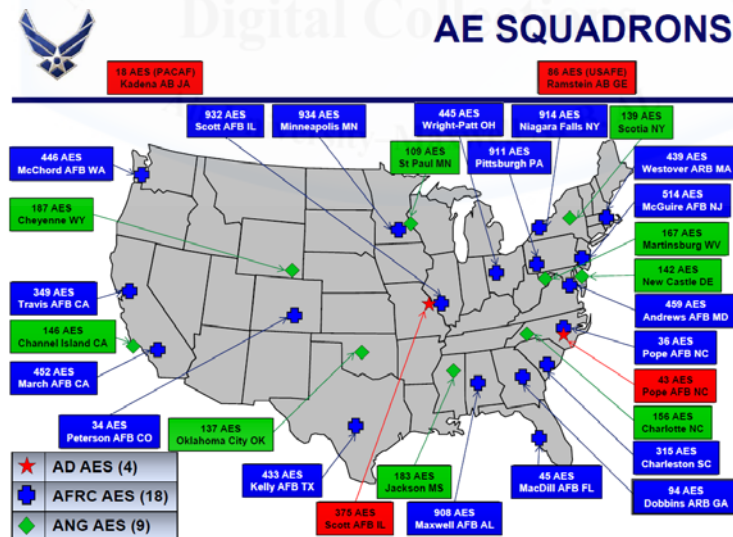 Digital Collections
AE SQUADRONS
18 AES (PACAF)
Kadena AB JA
86 AES (USAFE)
Ramstein AB GE
932 AES
Scott AFB IL
934 AES
Minneapolis MN
445 AES
Wright-Patt OH
914 AES
Niagara Falls NY
139 AES
Scotia NY
109 AES
St Paul MN
911 AES
Pittsburgh PA
446 AES
McChord AFB WA
439 AES
Westover ARB MA
514 AES
McGuire AFB NJ
187 AES
Cheyenne WY
167 AES
Martinsburg WV
142 AES
New Castle DE
349 AES
Travis AFB CA
459 AES
Andrews AFB MD
146 AES
Channel Island CA
36 AES
Pope AFB NC
452 AES
March AFB CA
43 AES
Pope AFB NC
34 AES
Peterson AFB CO
137 AES
Oklahoma City OK
156 AES
Charlotte NC
315 AES
Charleston SC
433 AES
Kelly AFB TX
183 AES
Jackson MS
45 AES
MacDill AFB FL
94 AES
Dobbins ARB GA
375 AES
Scott AFB IL
908 AES
Maxwell AFB AL
AD AES (4)
AFRC AES (18)
ANG AES (9)